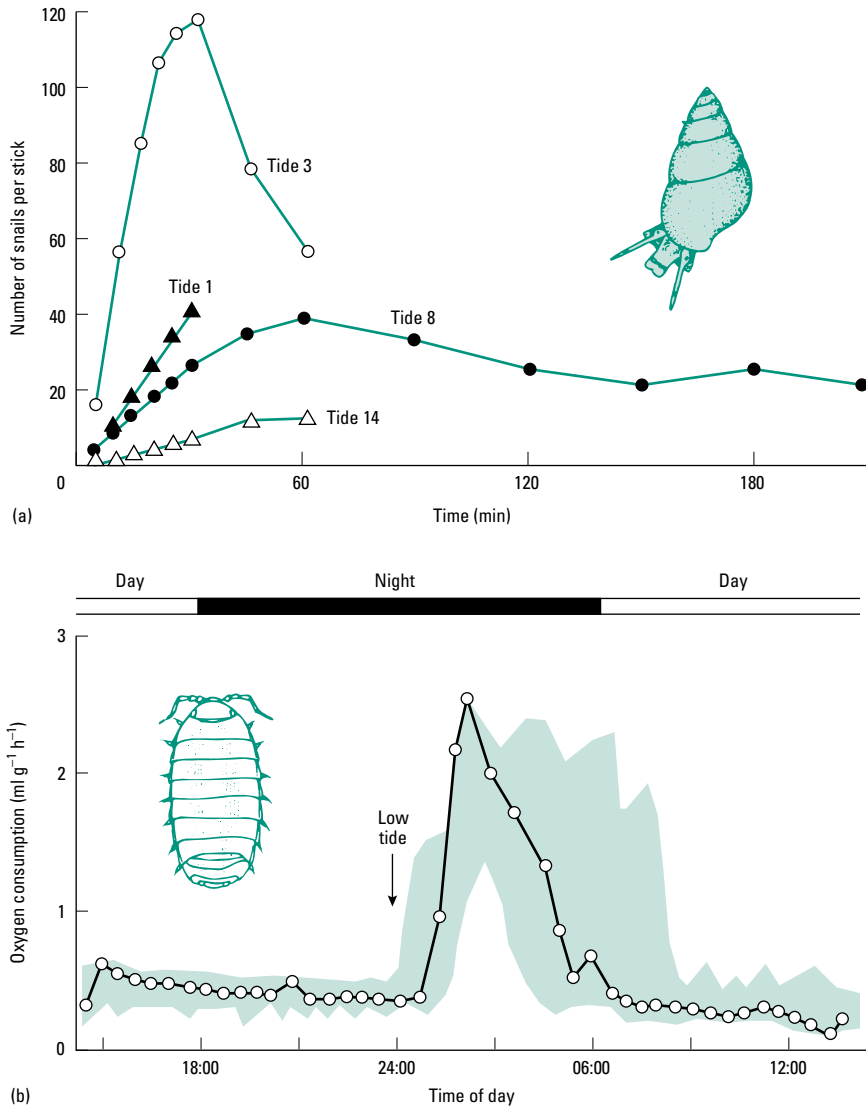 120
100
80
60
40
20
0
Number of snails per stick
Tide 3
Tide 1
Tide 8
Tide 14
60
120
180
(a)
Time (min)
Day
Night
Day
3
2
1
0
Oxygen consumption (ml g⁻¹ h⁻¹)
Low
tide
18:00
24:00
06:00
12:00
(b)
Time of day